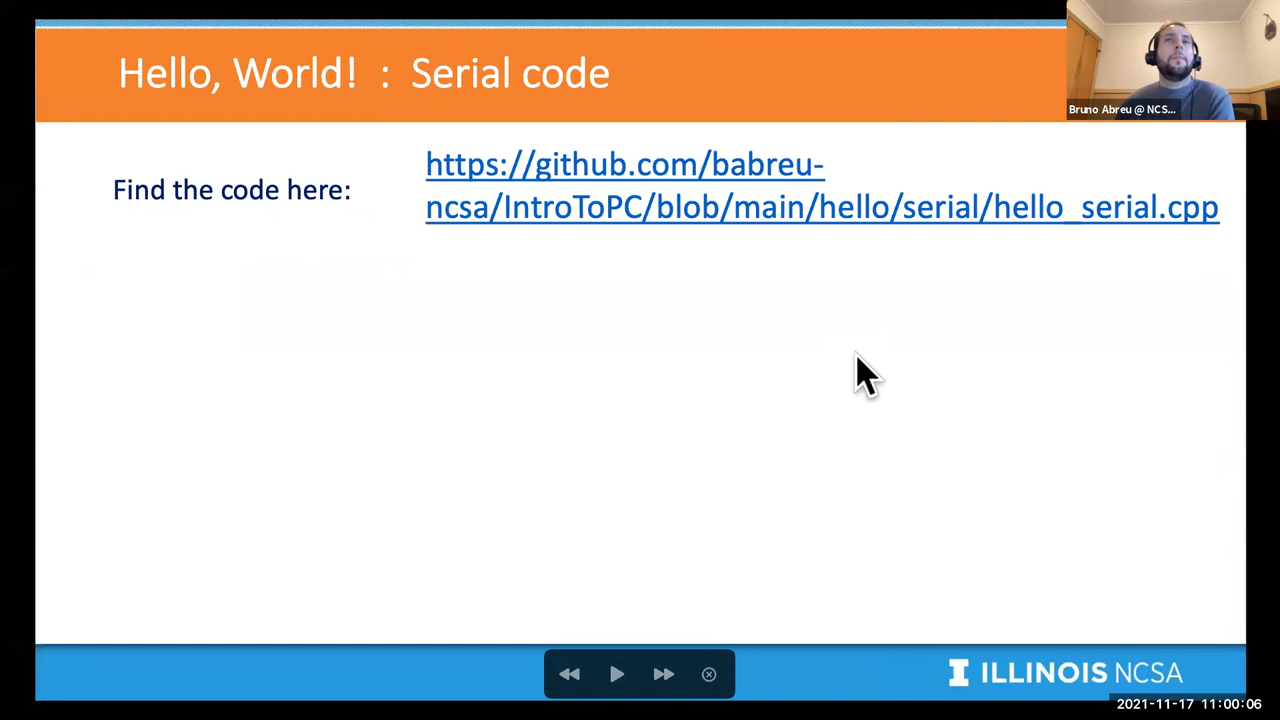 Hello, World! : Serial code
Bruno Abreu @ NCS...
Find the code here:
https://github.com/babreu-
ncsa/IntroToPC/blob/main/hello/serial/hello_serial.cpp
ILLINOIS NCSA
2021-11-17 11:00:06